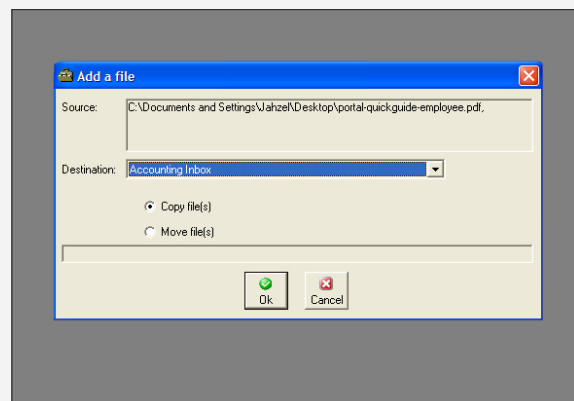 Add a file
Source: C:\Documents and Settings\Jahzel\Desktop\portal-quickguide-employee.pdf,
Destination: Accounting Inbox
Copy file(s)
Move file(s)
Ok Cancel